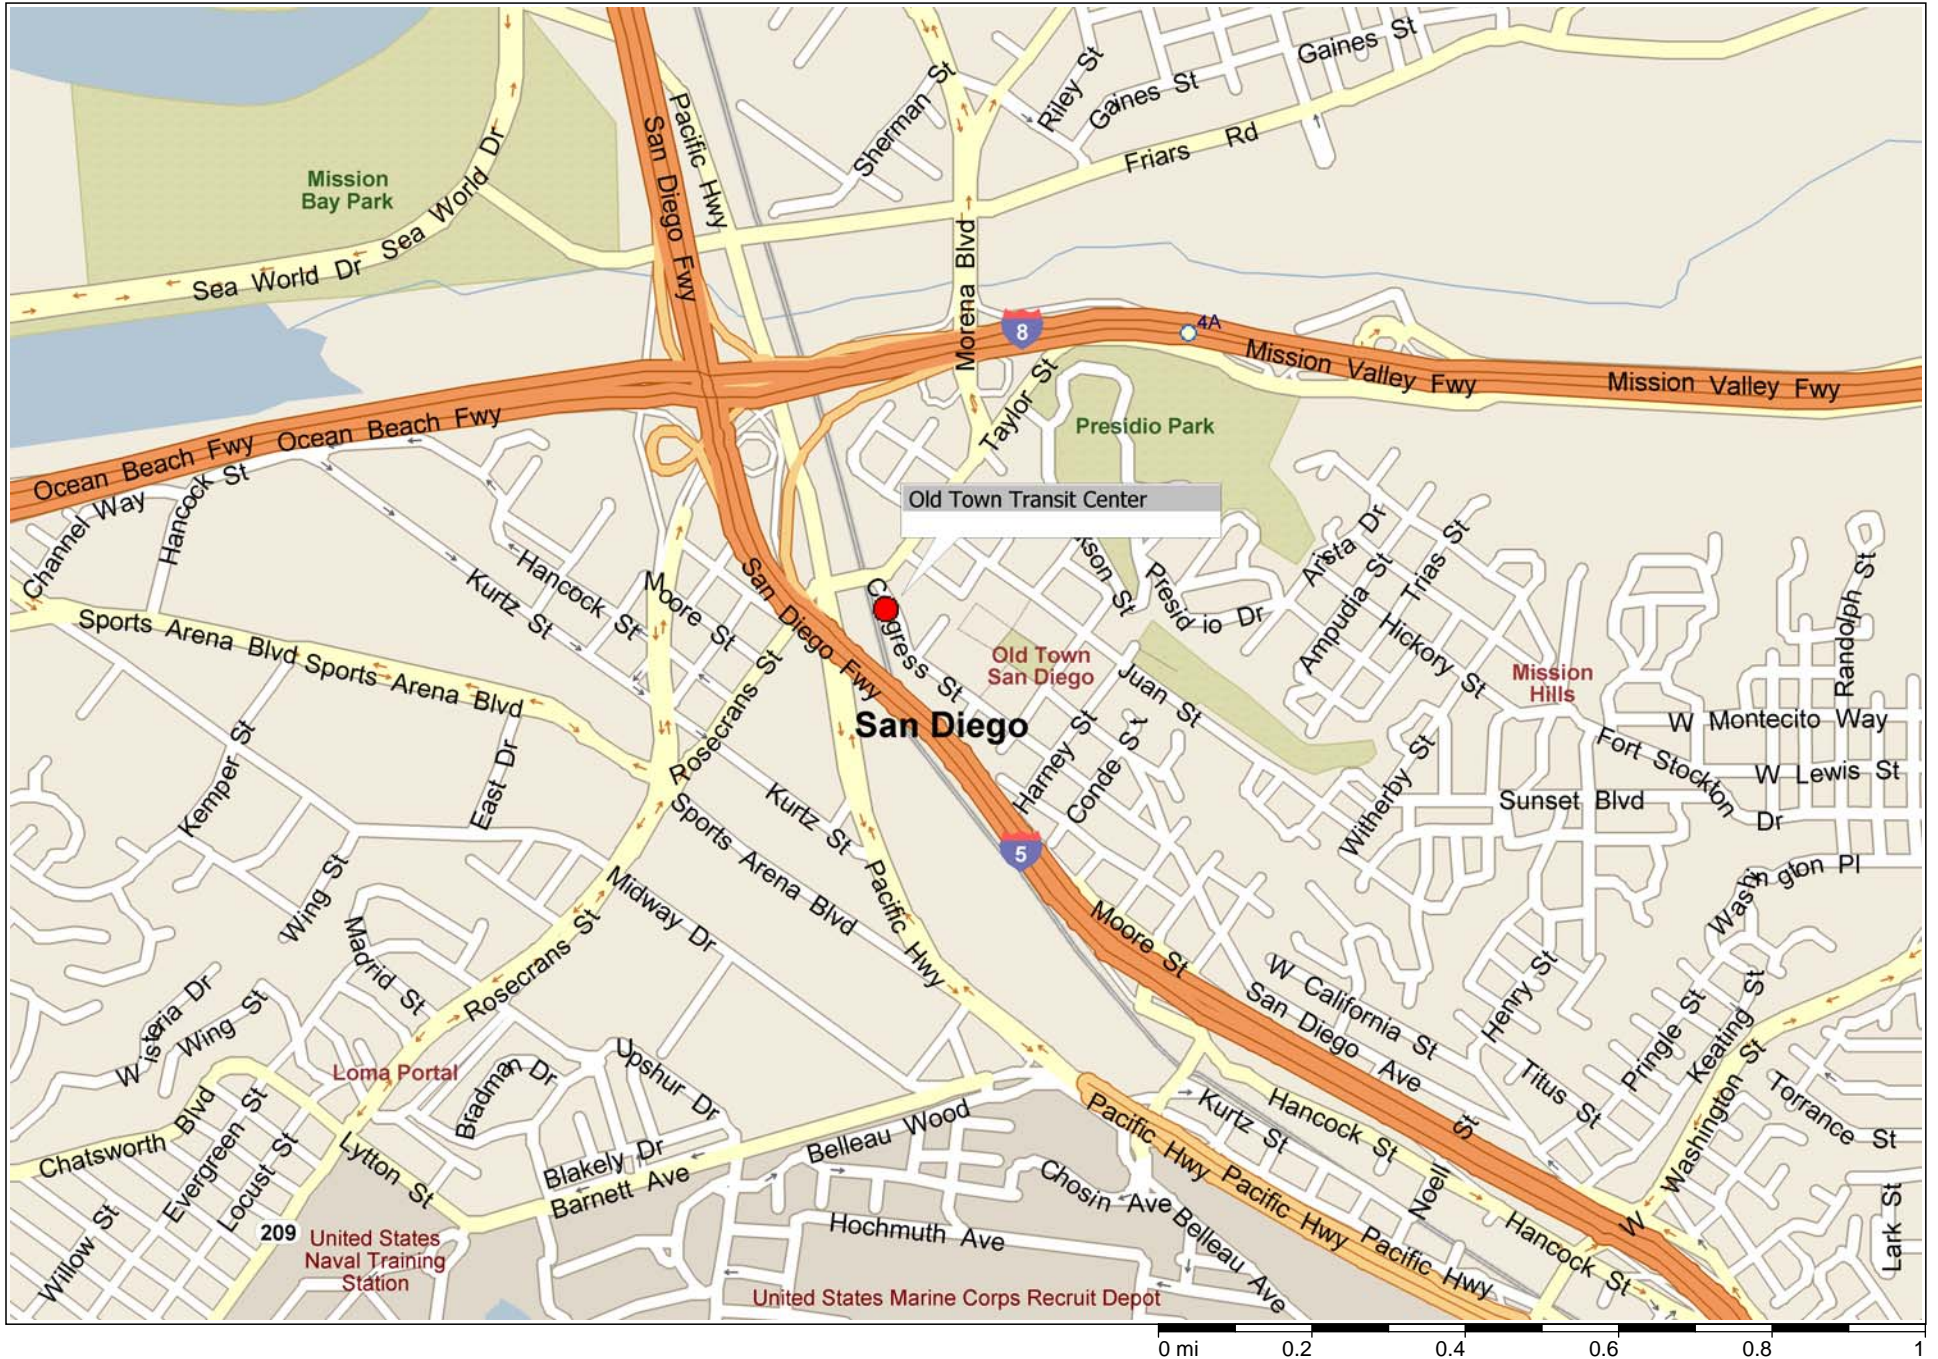 Gaines St
Sherman St
Riley St
Gaines St
Pacific Hwy
San Diego Fwy
Friars Rd
Mission
Bay Park
Sea World Dr
Sea World Dr
Morena Blvd
8
4A
Mission Valley Fwy
Mission Valley Fwy
Taylor St
Presidio Park
Ocean Beach Fwy
Ocean Beach Fwy
Hancock St
Channel Way
Old Town Transit Center
Arista Dr
Trias St
Ampudia St
Hickory St
Presidio Dr
kson St
Randolph St
Hancock St
Kurtz St
Moore St
San Diego Fwy
Congress St
Old Town
San Diego
Juan St
Mission
Hills
Sports Arena Blvd
Sports Arena Blvd
Rosecrans St
San Diego
Harney St
Conde St
Witherby St
W Montecito Way
Fort Stockton Dr
W Lewis St
Sunset Blvd
Kemper St
East Dr
Kurtz St
Sports Arena Blvd
5
Washington Pl
Wing St
Midway Dr
Pacific Hwy
Moore St
Madrid St
Rosecrans St
W California St
San Diego Ave
Henry St
Pringle St
Keating St
Wisteria Dr
Wing St
Loma Portal
Bradman Dr
Upshur Dr
Titus St
W Washington St
Torrance St
Chatsworth Blvd
Evergreen St
Locust St
Lytton St
Blakely Dr
Barnett Ave
Belleau Wood
Pacific Hwy
Kurtz St
Hancock St
Noell St
Chosin Ave
Belleau Ave
Pacific Hwy
Pacific Hwy
Hancock St
Lark St
Willow St
209
United States
Naval Training
Station
Hochmuth Ave
United States Marine Corps Recruit Depot
0 mi 0.2 0.4 0.6 0.8 1